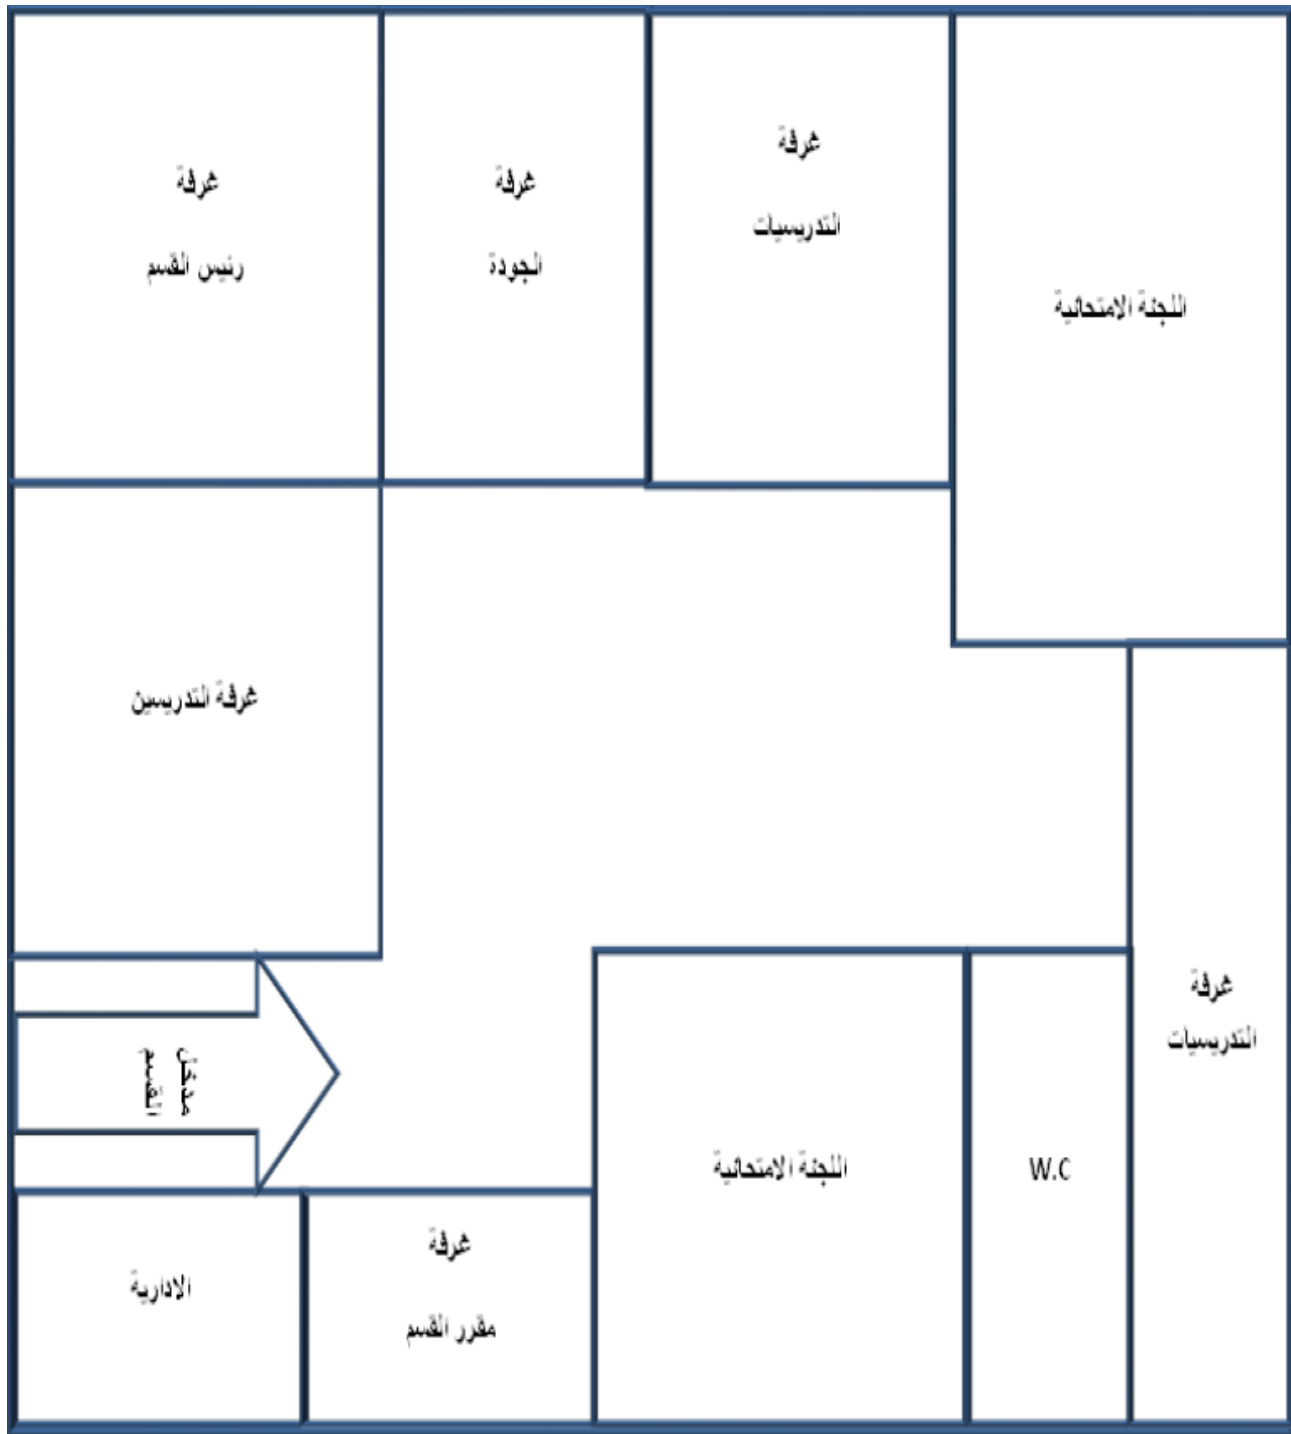 غرفة
رئيس القسم
غرفة
الجودة
غرفة
التدريسيات
اللجنة الامتحانية
غرفة التدريسين
مدخل
القسم
غرفة
التدريسيات
اللجنة الامتحانية
W.C
الادارية
غرفة
مقرر القسم